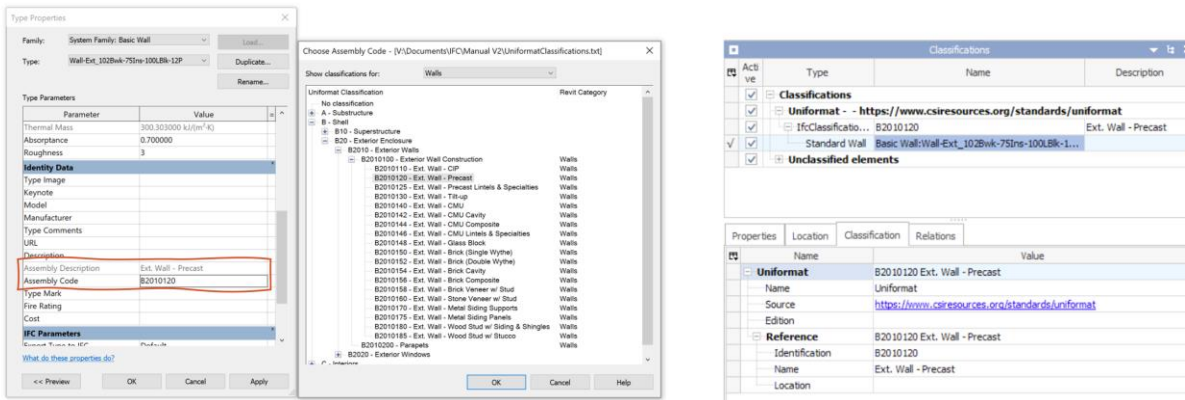 Type Properties
Family: System Family: Basic Wall Load...
Type: Wall-Ext_102Bwk-75Ins-100LBlk-12P Duplicate...
Rename...
Type Parameters
Parameter Value =
Thermal Mass 300.303000 kJ/(m²·K)
Absorptance 0.700000
Roughness 3
Identity Data
Type Image
Keynote
Model
Manufacturer
Type Comments
URL
Description
Assembly Description Ext. Wall - Precast
Assembly Code B2010120
Type Mark
Fire Rating
Cost
IFC Parameters
Export Type to IFC Default
What do these properties do?
<< Preview OK Cancel Apply
Choose Assembly Code - [V:\Documents\IFC\Manual V2\UniformatClassifications.txt]
Show classifications for: Walls
Uniformat Classification Revit Category
No classification
A - Substructure
B - Shell
B10 - Superstructure
B20 - Exterior Enclosure
B2010 - Exterior Walls
B2010100 - Exterior Wall Construction Walls
B2010110 - Ext. Wall - CIP Walls
B2010120 - Ext. Wall - Precast Walls
B2010125 - Ext. Wall - Precast Lintels & Specialties Walls
B2010130 - Ext. Wall - Tilt-up Walls
B2010140 - Ext. Wall - CMU Walls
B2010142 - Ext. Wall - CMU Cavity Walls
B2010144 - Ext. Wall - CMU Composite Walls
B2010146 - Ext. Wall - CMU Lintels & Specialties Walls
B2010148 - Ext. Wall - Glass Block Walls
B2010150 - Ext. Wall - Brick (Single Wythe) Walls
B2010152 - Ext. Wall - Brick (Double Wythe) Walls
B2010154 - Ext. Wall - Brick Cavity Walls
B2010156 - Ext. Wall - Brick Composite Walls
B2010158 - Ext. Wall - Brick Veneer w/ Stud Walls
B2010160 - Ext. Wall - Stone Veneer w/ Stud Walls
B2010170 - Ext. Wall - Metal Siding Supports Walls
B2010175 - Ext. Wall - Metal Siding Panels Walls
B2010180 - Ext. Wall - Wood Stud w/ Siding & Shingles Walls
B2010185 - Ext. Wall - Wood Stud w/ Stucco Walls
B2010200 - Parapets Walls
B2020 - Exterior Windows
C - Interiors
OK Cancel Help
Classifications
Active Type Name Description
Classifications
Uniformat - - https://www.csiresources.org/standards/uniformat
IfcClassificatio... B2010120 Ext. Wall - Precast
Standard Wall Basic Wall:Wall-Ext_102Bwk-75Ins-100LBlk-1...
Unclassified elements
Properties Location Classification Relations
Name Value
Uniformat B2010120 Ext. Wall - Precast
Name Uniformat
Source https://www.csiresources.org/standards/uniformat
Edition
Reference B2010120 Ext. Wall - Precast
Identification B2010120
Name Ext. Wall - Precast
Location